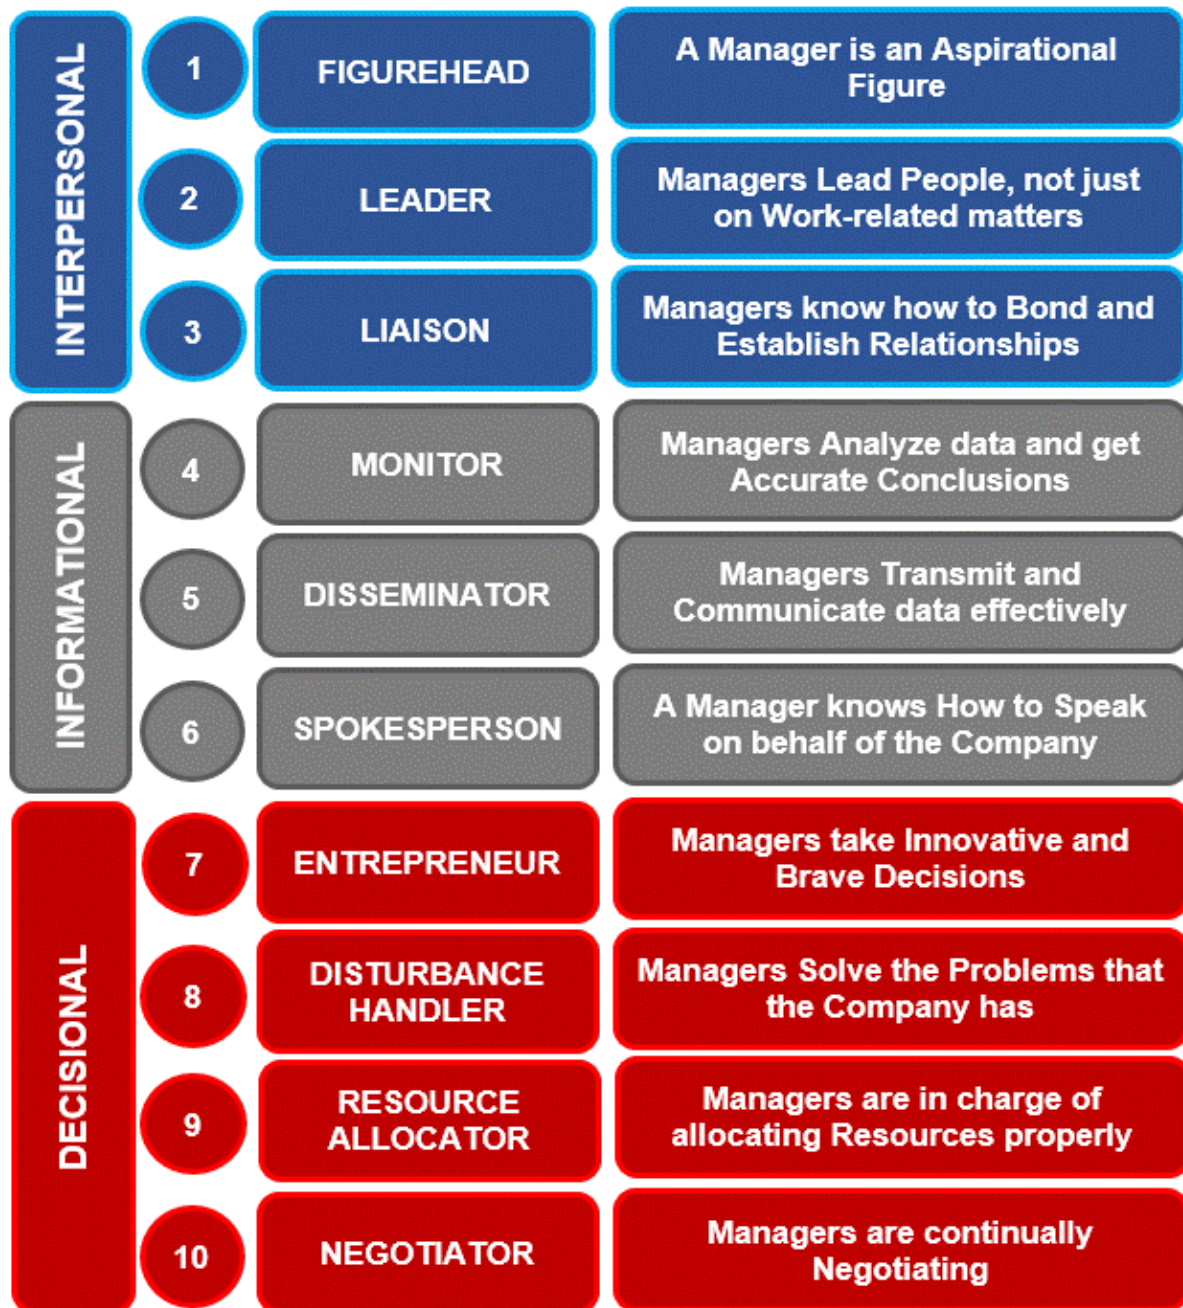 INTERPERSONAL
1
FIGUREHEAD
A Manager is an Aspirational
Figure
2
LEADER
Managers Lead People, not just
on Work-related matters
3
LIAISON
Managers know how to Bond and
Establish Relationships
INFORMATIONAL
4
MONITOR
Managers Analyze data and get
Accurate Conclusions
5
DISSEMINATOR
Managers Transmit and
Communicate data effectively
6
SPOKESPERSON
A Manager knows How to Speak
on behalf of the Company
DECISIONAL
7
ENTREPRENEUR
Managers take Innovative and
Brave Decisions
8
DISTURBANCE
HANDLER
Managers Solve the Problems that
the Company has
9
RESOURCE
ALLOCATOR
Managers are in charge of
allocating Resources properly
10
NEGOTIATOR
Managers are continually
Negotiating